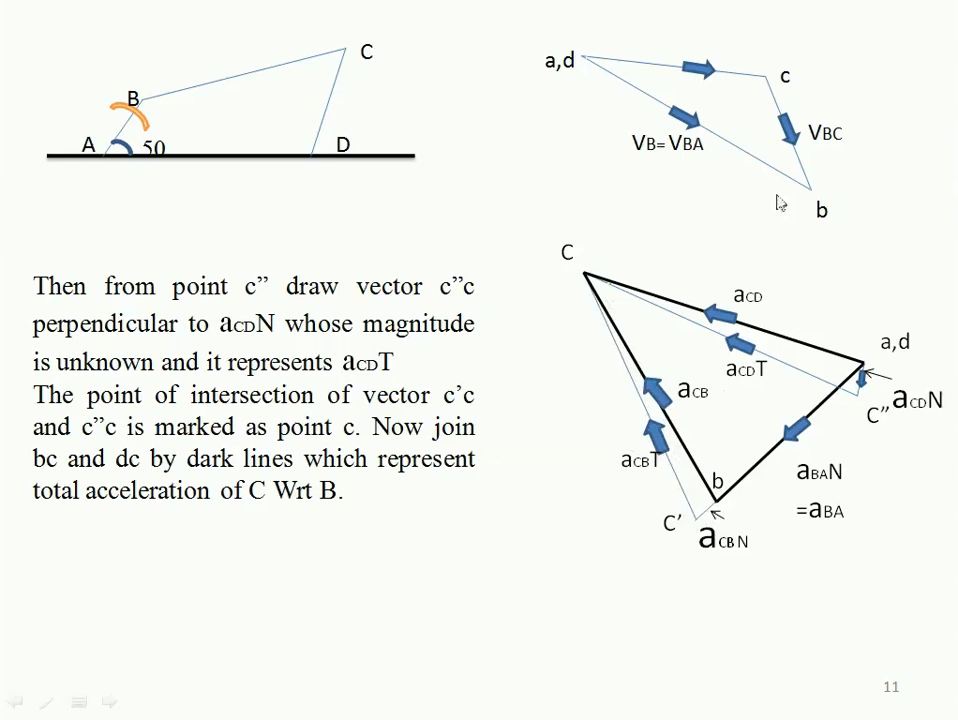 C
B
A
50
D
a,d
c
VB= VBA
VBC
b
Then from point c” draw vector c”c
perpendicular to aCDN whose magnitude
is unknown and it represents aCDT
The point of intersection of vector c’c
and c”c is marked as point c. Now join
bc and dc by dark lines which represent
total acceleration of C Wrt B.
C
aCD
a,d
aCDT
aCB
C”
aCDN
aCBT
b
aBAN
=aBA
C’
aCB N
11